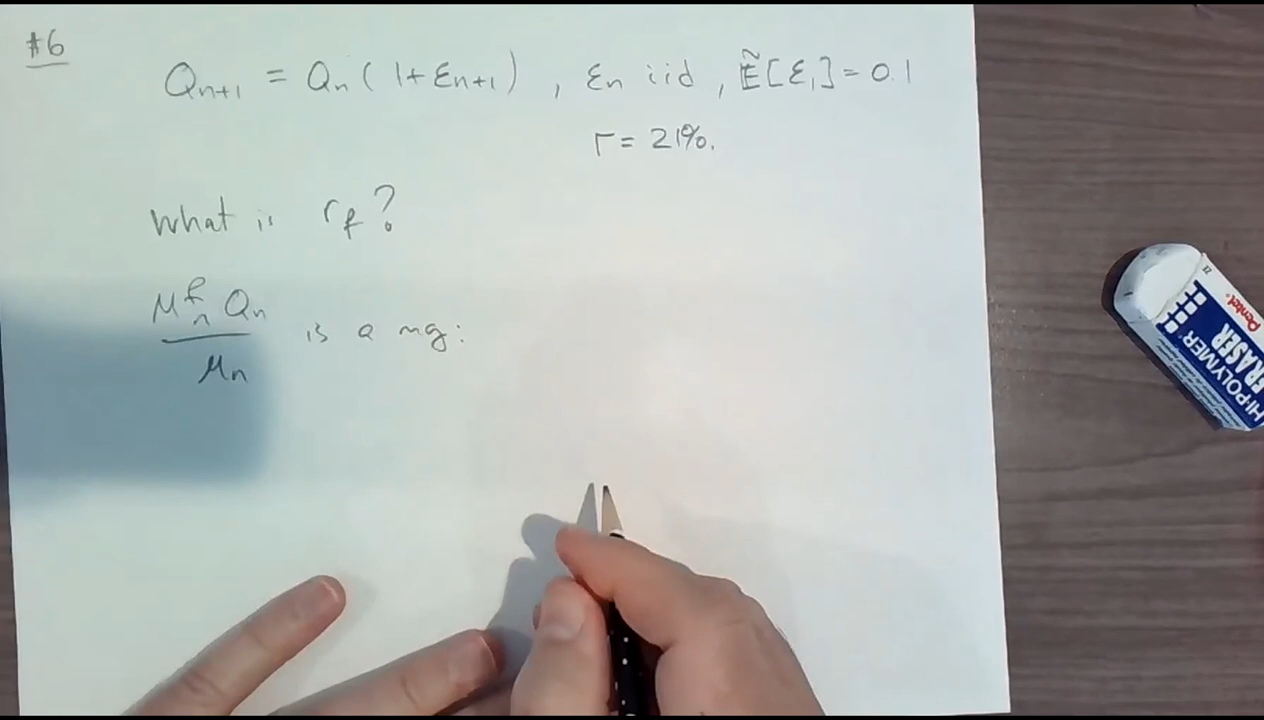 #6
Qₙ₊₁ = Qₙ ( 1 + εₙ₊₁ ) , εₙ iid , Ẽ[ε₁] = 0.1
r = 21%.
What is r_f ?
M^f_n Qₙ
is a mg:
Mₙ
Pentel®
HI-POLYMER
ERASER